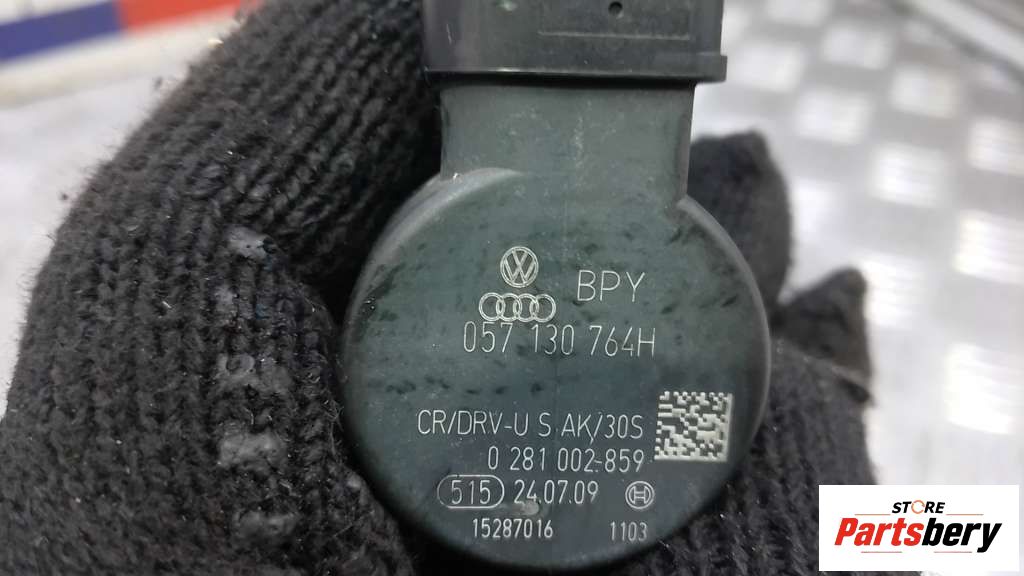 BPY
057 130 764H
CR/DRV-U S AK/30S
0 281 002-859
515 24.07.09
15287016 1103
STORE
Partsbery